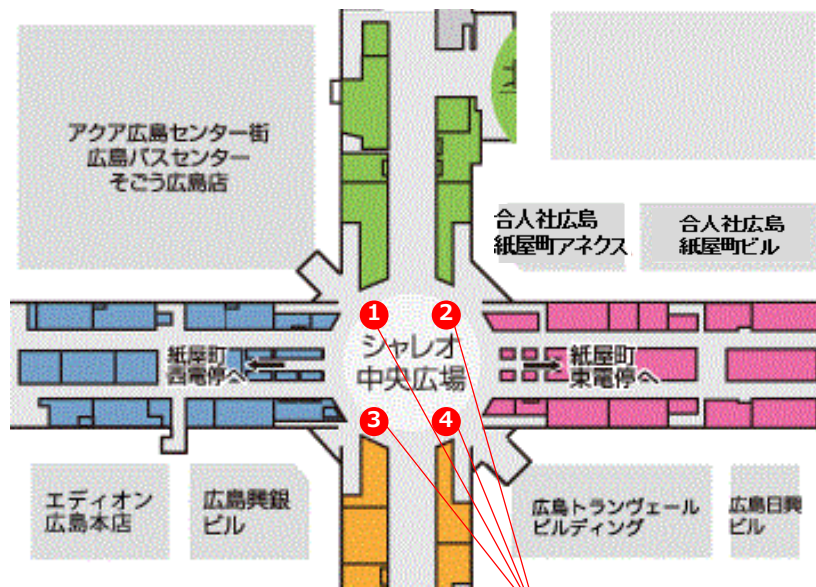 アクア広島センター街
広島バスセンター
そごう広島店
合人社広島
紙屋町アネクス
合人社広島
紙屋町ビル
1
2
シャレオ
中央広場
紙屋町
西電停へ
紙屋町
東電停へ
3
4
エディオン
広島本店
広島興銀
ビル
広島トランヴェール
ビルディング
広島日興
ビル